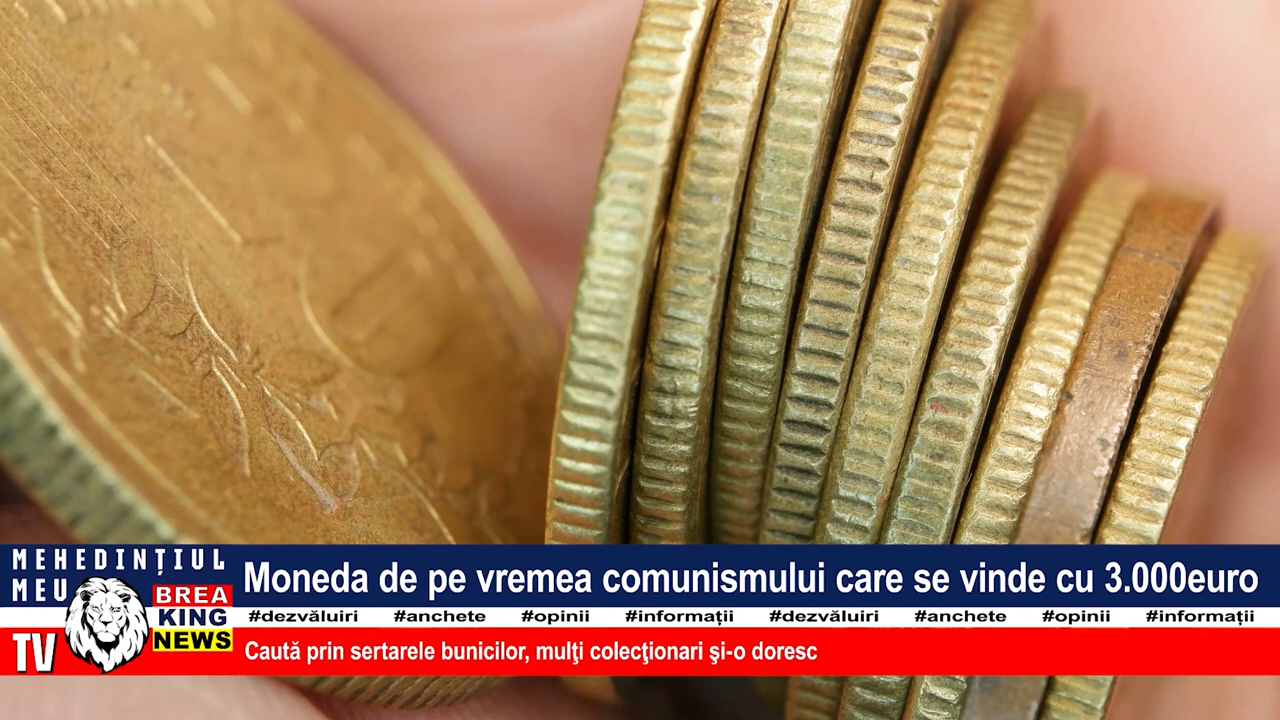 MEHEDINȚIUL
MEU
TV
BREA
KING
NEWS
Moneda de pe vremea comunismului care se vinde cu 3.000euro
#dezvăluiri #anchete #opinii #informații #dezvăluiri #anchete #opinii #informații
Caută prin sertarele bunicilor, mulţi colecţionari şi-o doresc